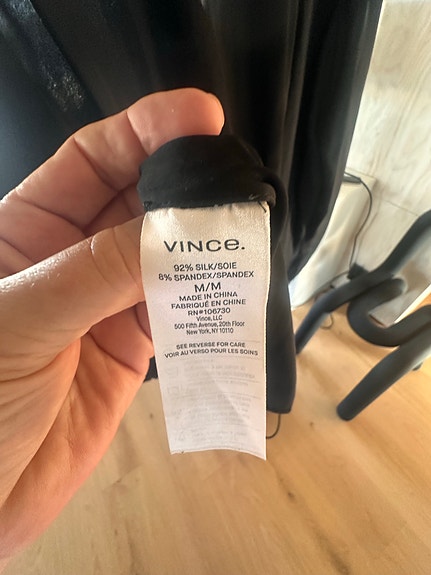 VINCE.
92% SILK/SOIE
8% SPANDEX/SPANDEX
M/M
MADE IN CHINA
FABRIQUÉ EN CHINE
RN#106730
Vince, LLC
500 Fifth Avenue, 20th Floor
New York, NY 10110
SEE REVERSE FOR CARE
VOIR AU VERSO POUR LES SOINS